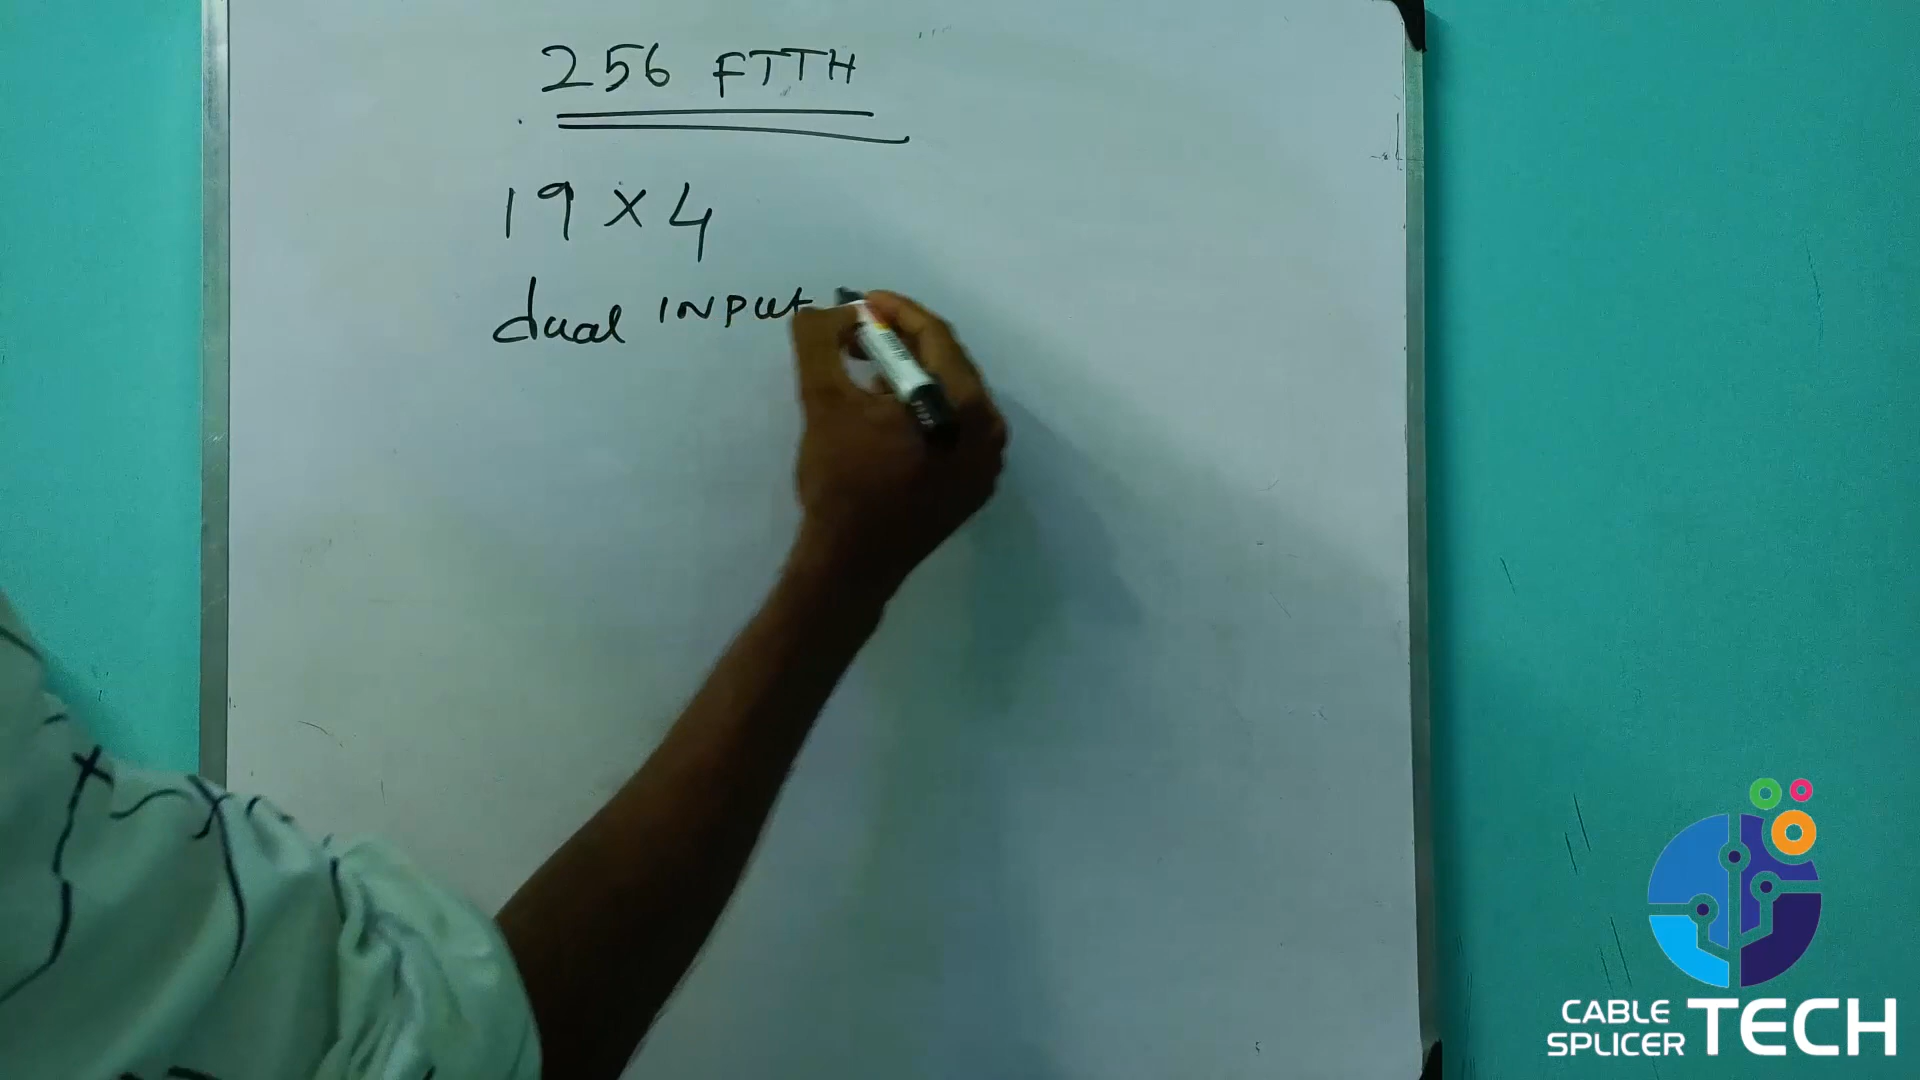 256 FTTH
19 × 4
dual INPUT
CABLE
SPLICER TECH